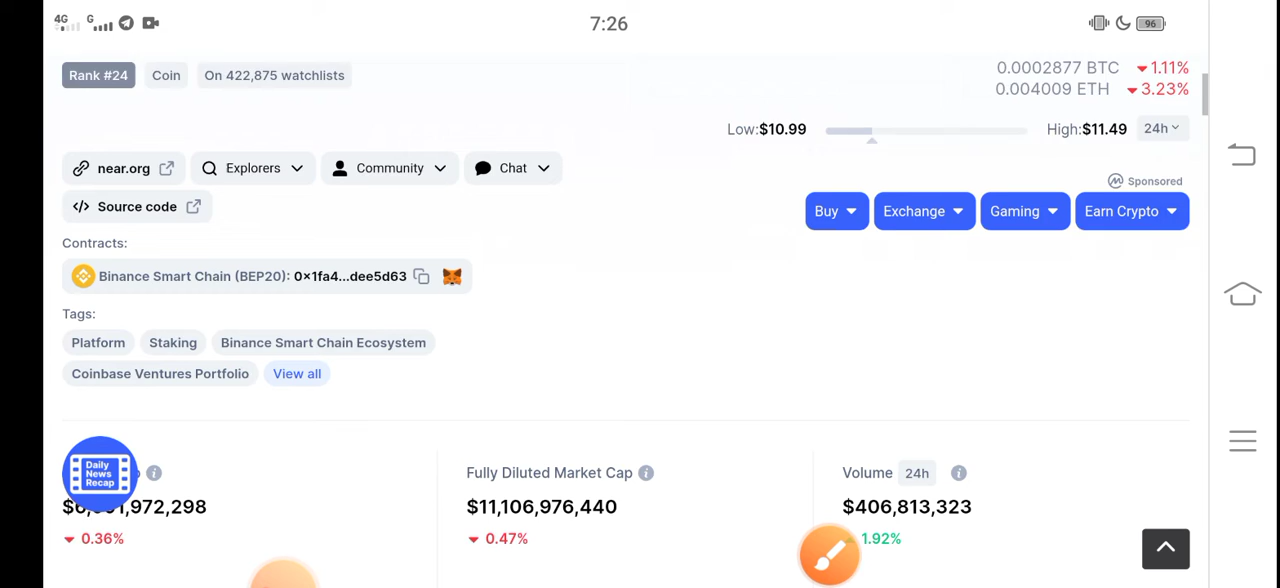 4G G 7:26 96
Rank #24 Coin On 422,875 watchlists
0.0002877 BTC 1.11%
0.004009 ETH 3.23%
Low:$10.99 High:$11.49 24h
near.org Explorers Community Chat
Sponsored
Source code
Buy Exchange Gaming Earn Crypto
Contracts:
Binance Smart Chain (BEP20): 0x1fa4...dee5d63
Tags:
Platform Staking Binance Smart Chain Ecosystem
Coinbase Ventures Portfolio View all
Daily
News
Recap
Fully Diluted Market Cap Volume 24h
$11,106,976,440 $406,813,323
0.36% 0.47% 1.92%